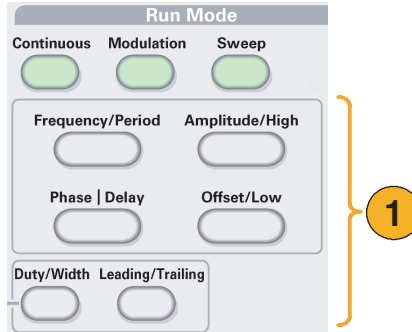 Run Mode
Continuous Modulation Sweep
Frequency/Period Amplitude/High
1
Phase | Delay Offset/Low
Duty/Width Leading/Trailing